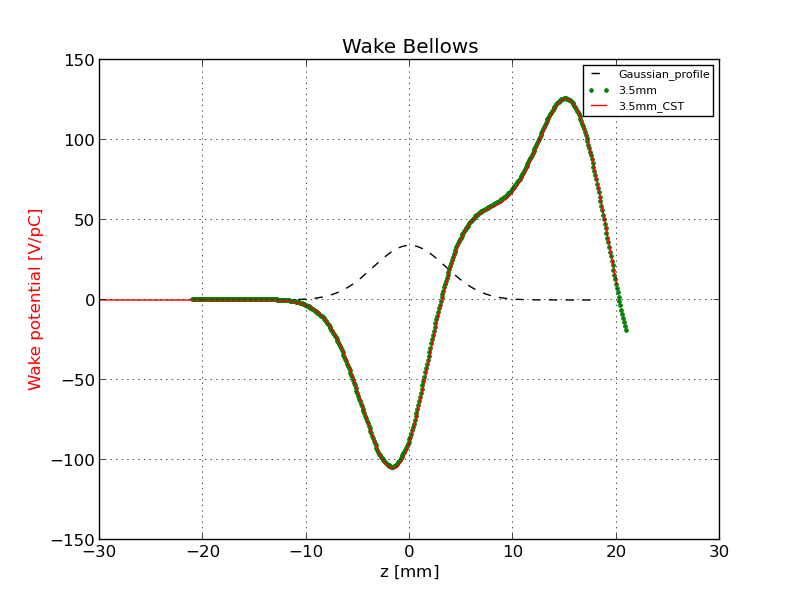 Wake Bellows
Gaussian_profile
3.5mm
3.5mm_CST
Wake potential [V/pC]
150
100
50
0
−50
−100
−150
−30
−20
−10
0
10
20
30
z [mm]